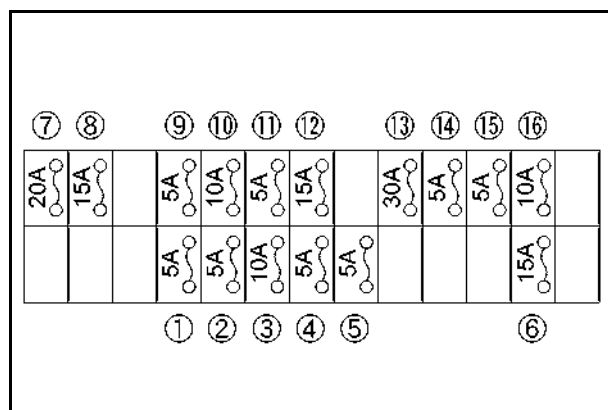 ⑦ ⑧ ⑨ ⑩ ⑪ ⑫ ⑬ ⑭ ⑮ ⑯
20A 15A 5A 10A 5A 15A 30A 5A 5A 10A
5A 5A 10A 5A 5A 15A
① ② ③ ④ ⑤ ⑥